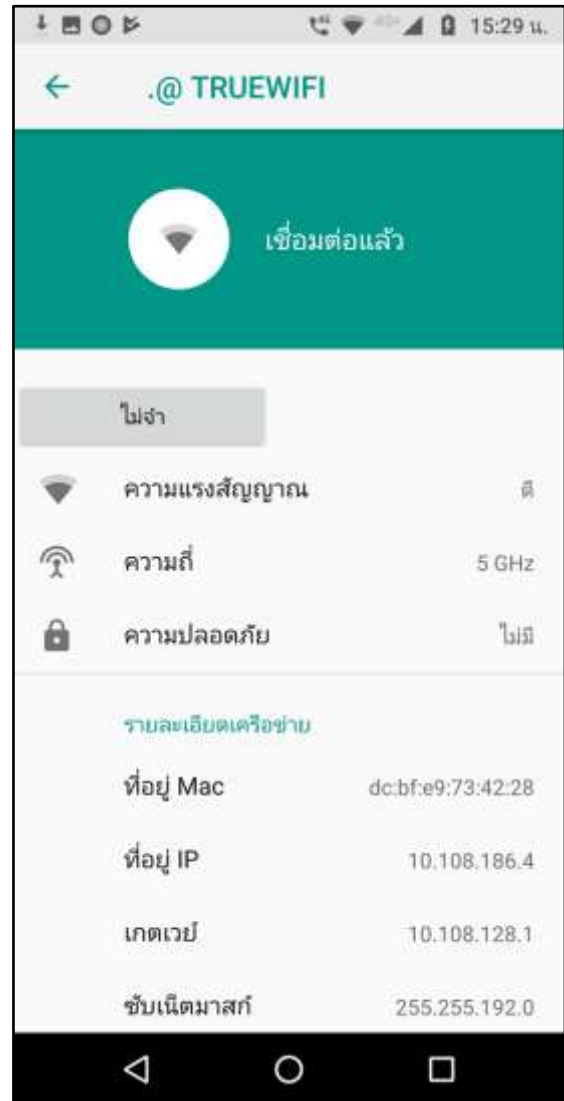 15:29 น.
.@ TRUEWIFI
เชื่อมต่อแล้ว
ไม่จำ
ความแรงสัญญาณ ดี
ความถี่ 5 GHz
ความปลอดภัย ไม่มี
รายละเอียดเครือข่าย
ที่อยู่ Mac dc:bf:e9:73:42:28
ที่อยู่ IP 10.108.186.4
เกตเวย์ 10.108.128.1
ซับเน็ตมาสก์ 255.255.192.0